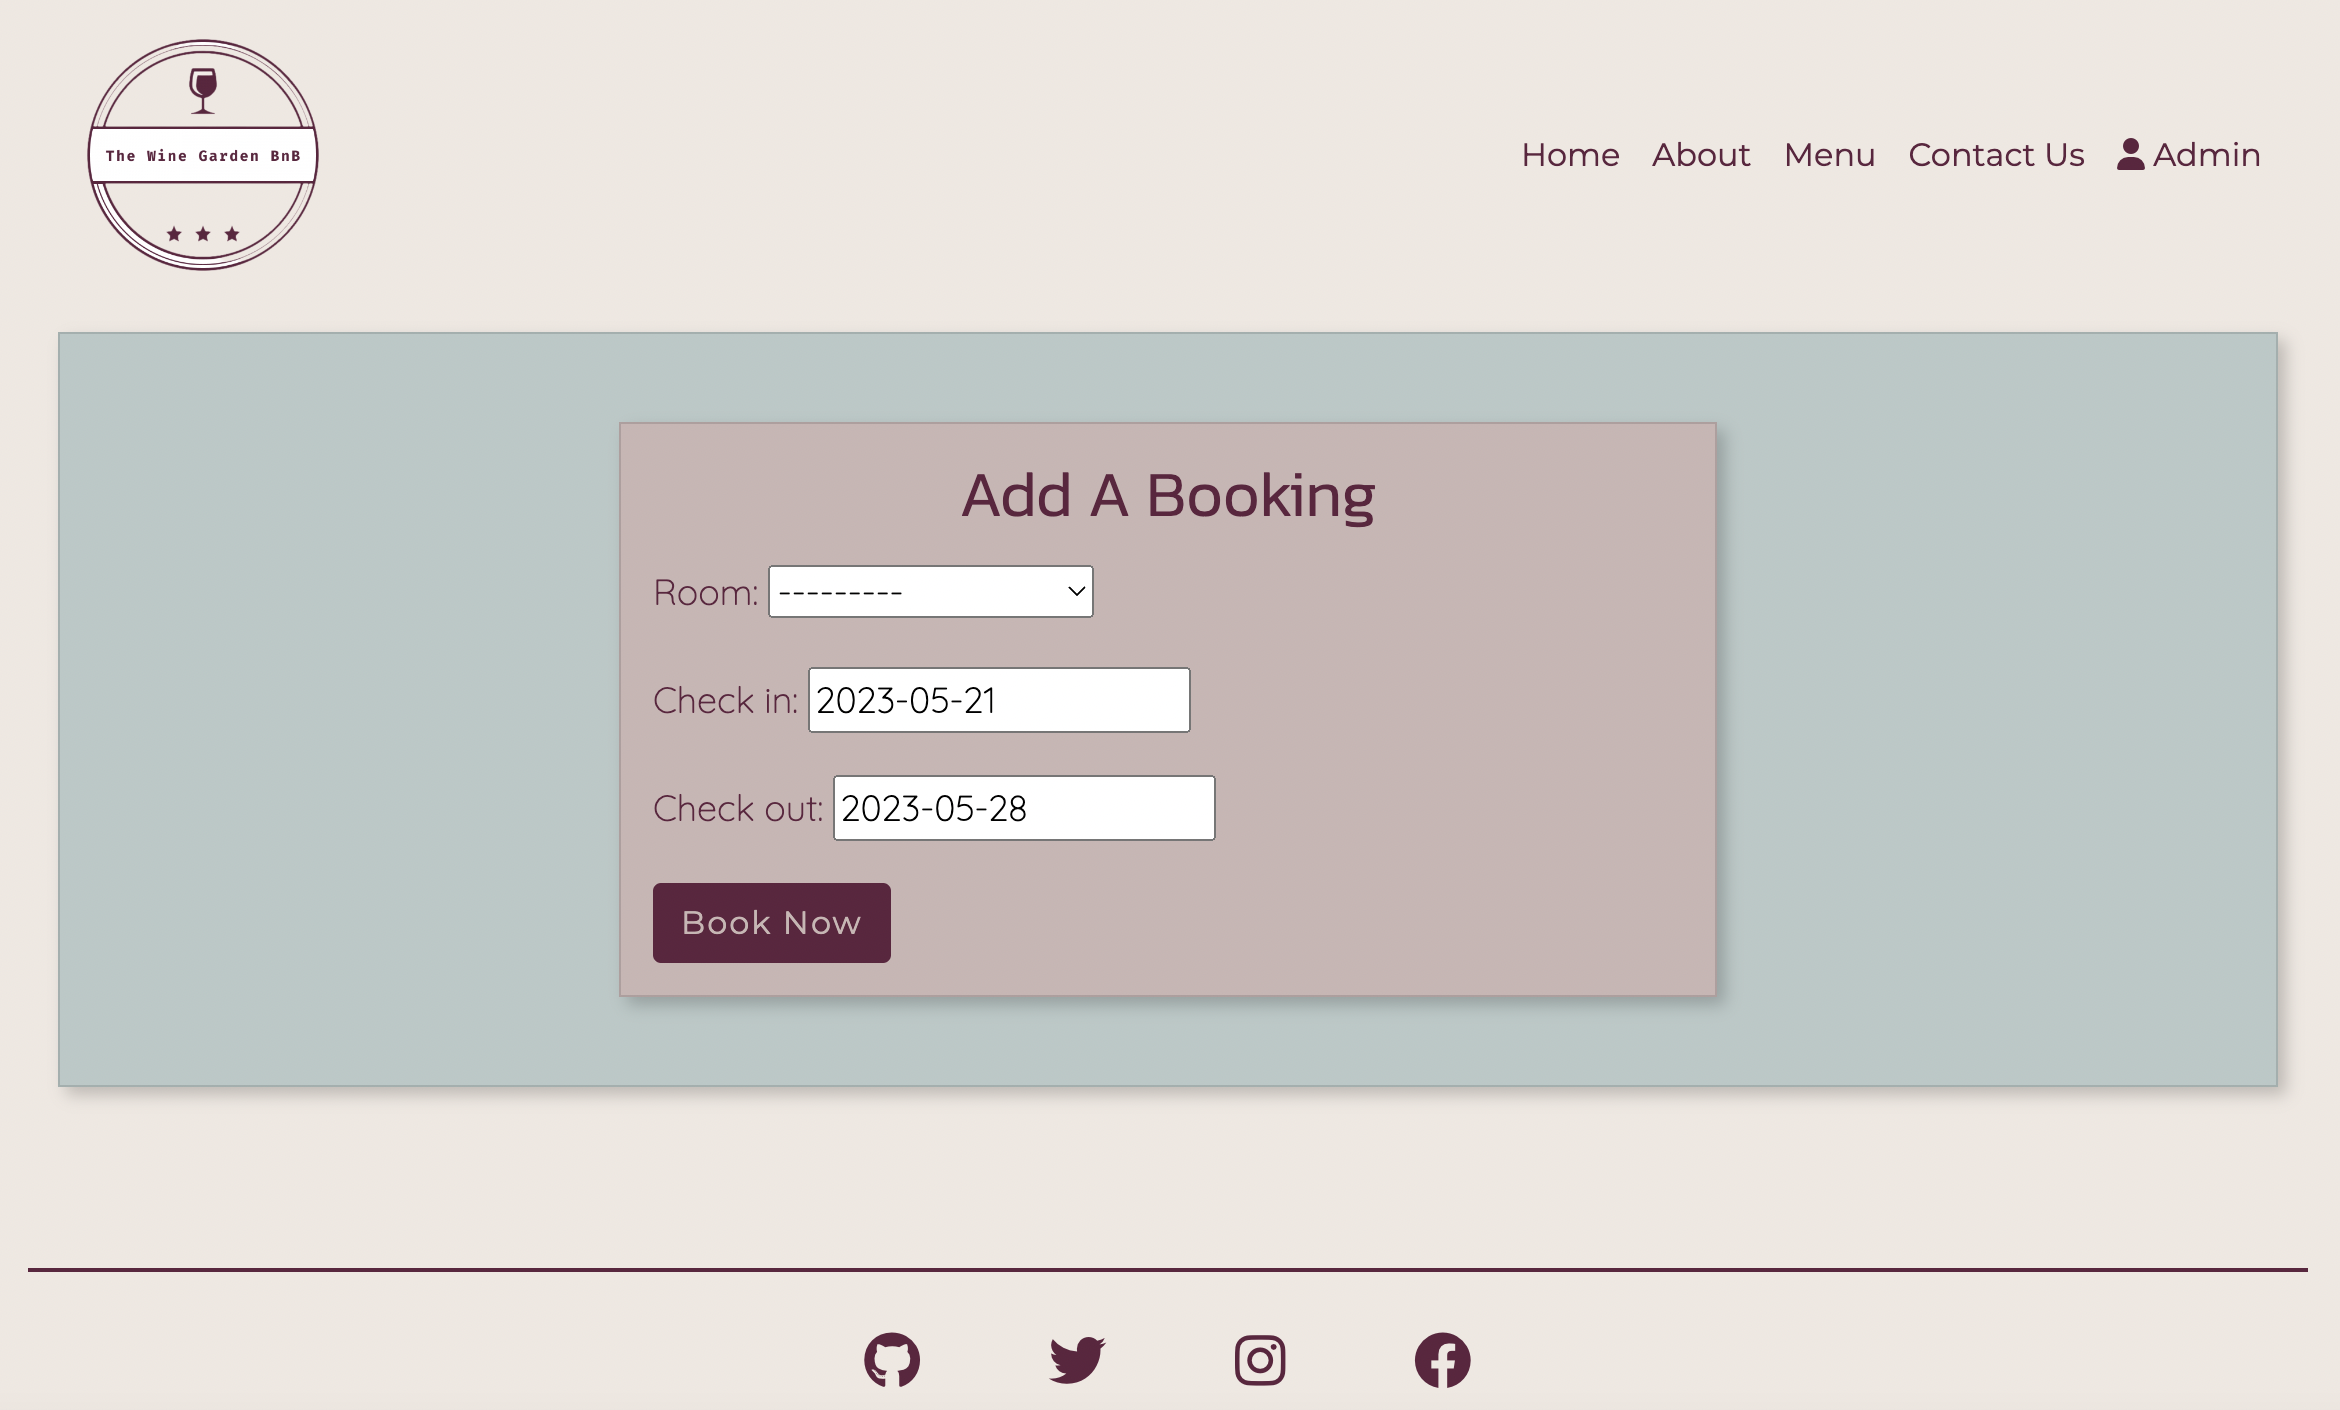 The Wine Garden BnB
Home About Menu Contact Us Admin
Add A Booking
Room: ---------
Check in: 2023-05-21
Check out: 2023-05-28
Book Now